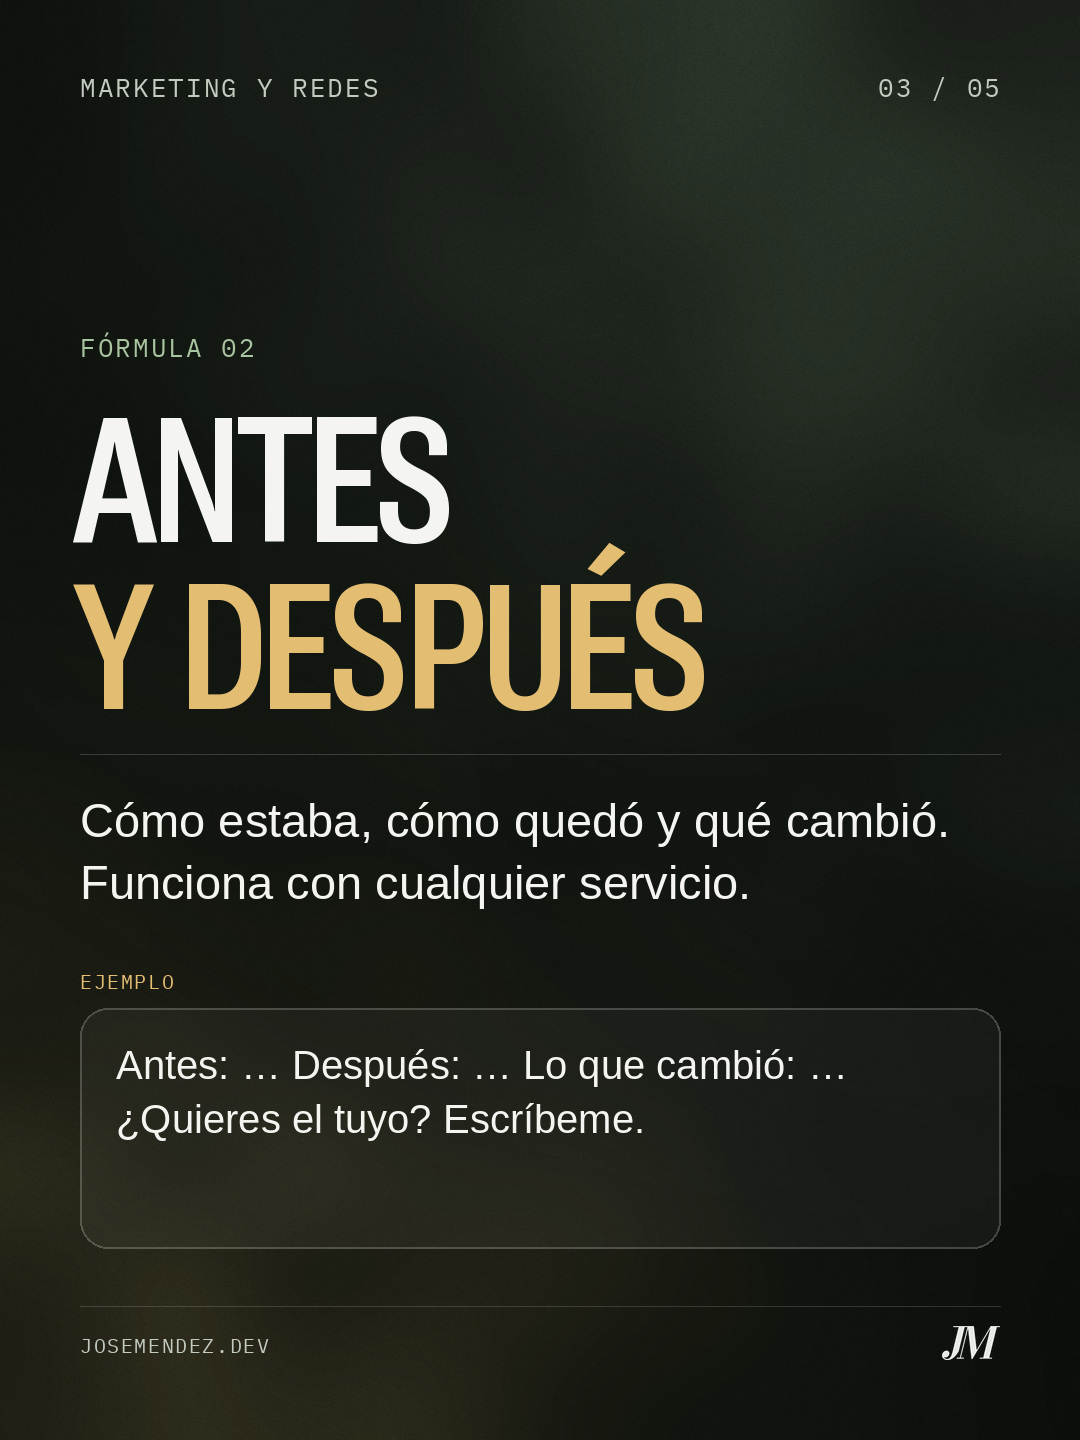 MARKETING Y REDES
03 / 05
FÓRMULA 02
ANTES
Y DESPUÉS
Cómo estaba, cómo quedó y qué cambió.
Funciona con cualquier servicio.
EJEMPLO
Antes: … Después: … Lo que cambió: …
¿Quieres el tuyo? Escríbeme.
JOSEMENDEZ.DEV
JM